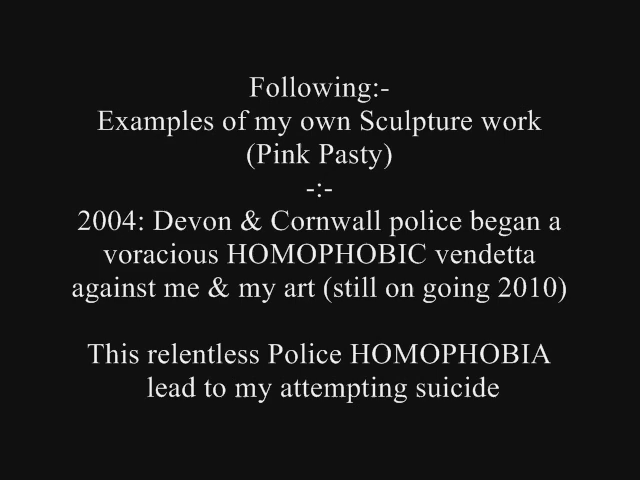 Following:-
Examples of my own Sculpture work
(Pink Pasty)
-:-
2004: Devon & Cornwall police began a
voracious HOMOPHOBIC vendetta
against me & my art (still on going 2010)
This relentless Police HOMOPHOBIA
lead to my attempting suicide